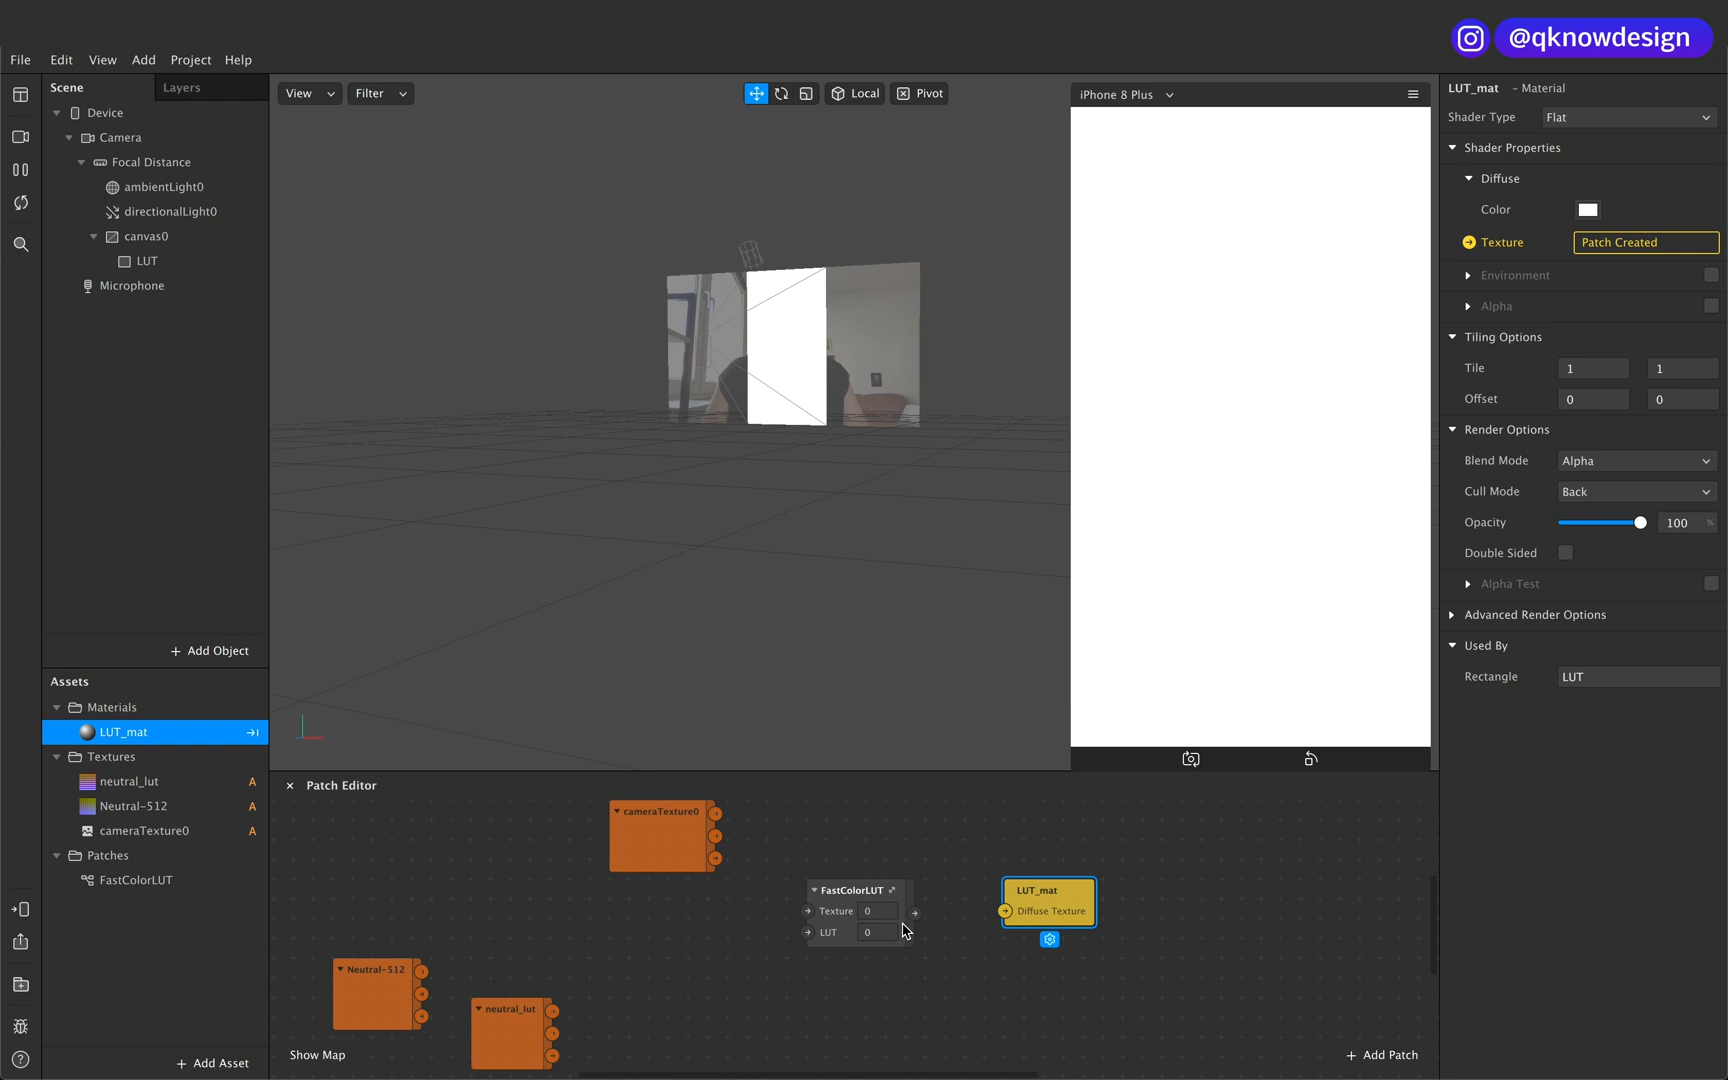 @qknowdesign
File Edit View Add Project Help
Scene Layers
Device
Camera
Focal Distance
ambientLight0
directionalLight0
canvas0
LUT
Microphone
+ Add Object
Assets
Materials
LUT_mat
Textures
neutral_lut A
Neutral-512 A
cameraTexture0 A
Patches
FastColorLUT
+ Add Asset
View Filter Local Pivot
iPhone 8 Plus
Patch Editor
cameraTexture0
FastColorLUT
Texture 0
LUT 0
LUT_mat
Diffuse Texture
Neutral-512
neutral_lut
Show Map
+ Add Patch
LUT_mat - Material
Shader Type Flat
Shader Properties
Diffuse
Color
Texture Patch Created
Environment
Alpha
Tiling Options
Tile 1 1
Offset 0 0
Render Options
Blend Mode Alpha
Cull Mode Back
Opacity 100 %
Double Sided
Alpha Test
Advanced Render Options
Used By
Rectangle LUT